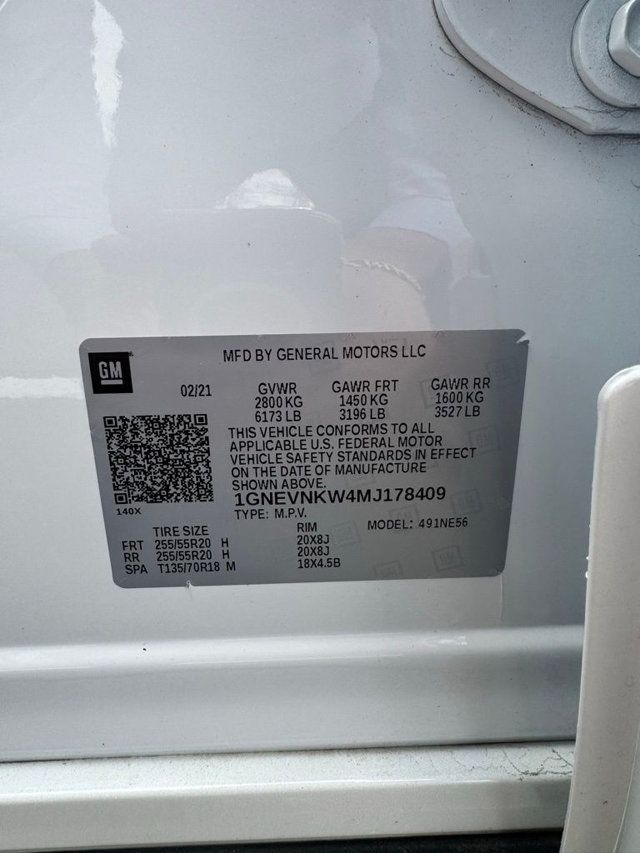 GM
MFD BY GENERAL MOTORS LLC
02/21 GVWR GAWR FRT GAWR RR
2800 KG 1450 KG 1600 KG
6173 LB 3196 LB 3527 LB
THIS VEHICLE CONFORMS TO ALL
APPLICABLE U.S. FEDERAL MOTOR
VEHICLE SAFETY STANDARDS IN EFFECT
ON THE DATE OF MANUFACTURE
SHOWN ABOVE.
1GNEVNKW4MJ178409
140X
TYPE: M.P.V. MODEL: 491NE56
TIRE SIZE RIM
FRT 255/55R20 H 20X8J
RR 255/55R20 H 20X8J
SPA T135/70R18 M 18X4.5B